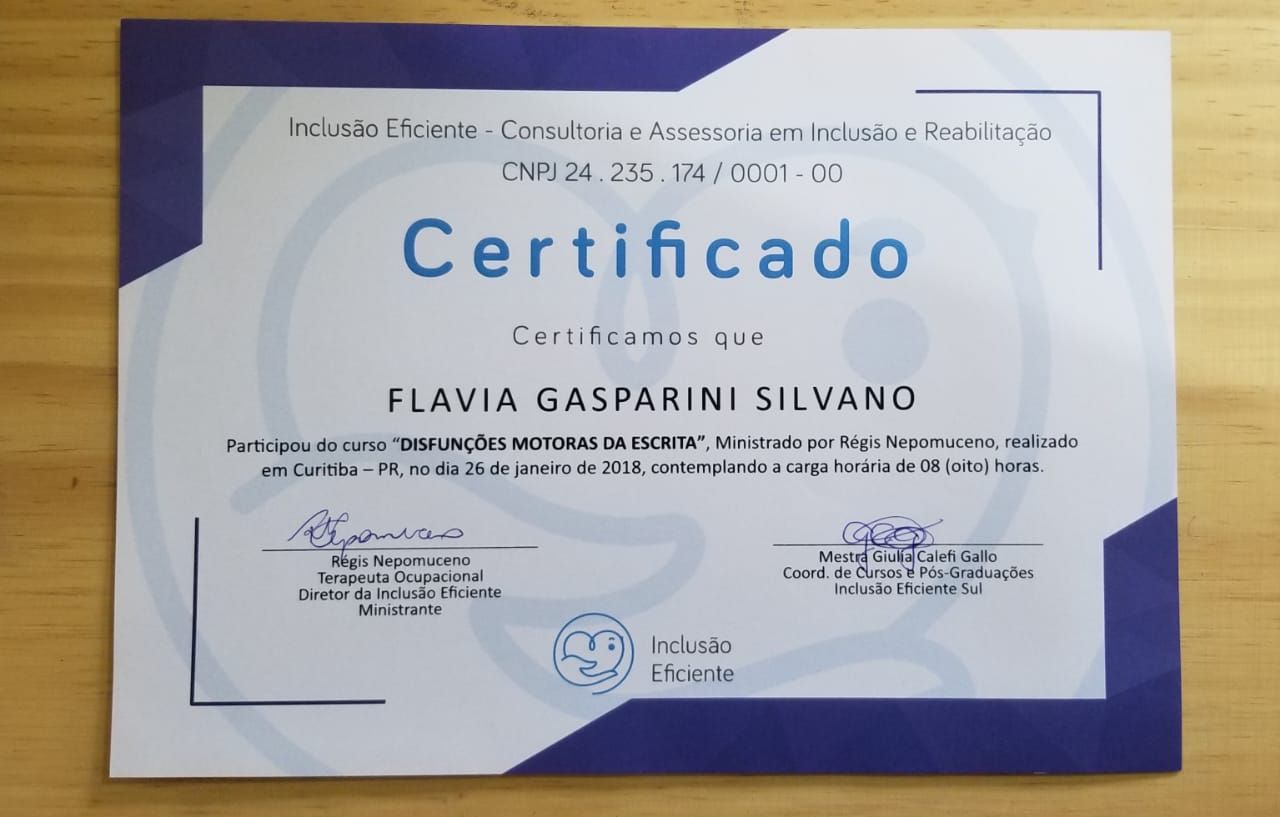 Inclusão Eficiente - Consultoria e Assessoria em Inclusão e Reabilitação
CNPJ 24 . 235 . 174 / 0001 - 00
Certificado
Certificamos que
FLAVIA GASPARINI SILVANO
Participou do curso “DISFUNÇÕES MOTORAS DA ESCRITA”, Ministrado por Régis Nepomuceno, realizado
em Curitiba – PR, no dia 26 de janeiro de 2018, contemplando a carga horária de 08 (oito) horas.
Régis Nepomuceno
Terapeuta Ocupacional
Diretor da Inclusão Eficiente
Ministrante
Mestra Giulia Calefi Gallo
Coord. de Cursos e Pós-Graduações
Inclusão Eficiente Sul
Inclusão
Eficiente